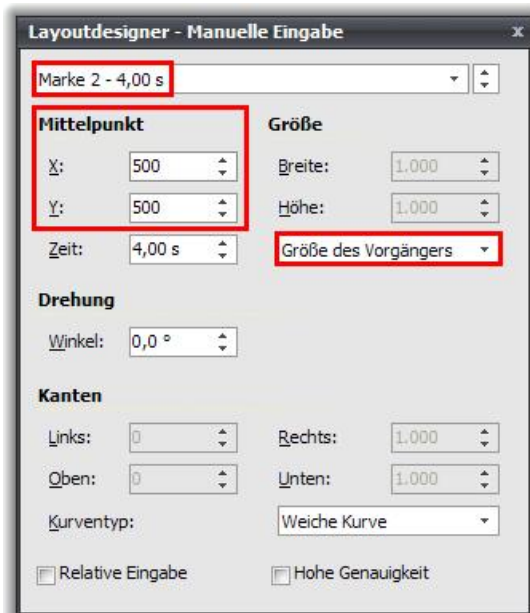 Layoutdesigner - Manuelle Eingabe x
Marke 2 - 4,00 s
Mittelpunkt Größe
X: 500 Breite: 1.000
Y: 500 Höhe: 1.000
Zeit: 4,00 s Größe des Vorgängers
Drehung
Winkel: 0,0 °
Kanten
Links: 0 Rechts: 1.000
Oben: 0 Unten: 1.000
Kurventyp: Weiche Kurve
Relative Eingabe Hohe Genauigkeit